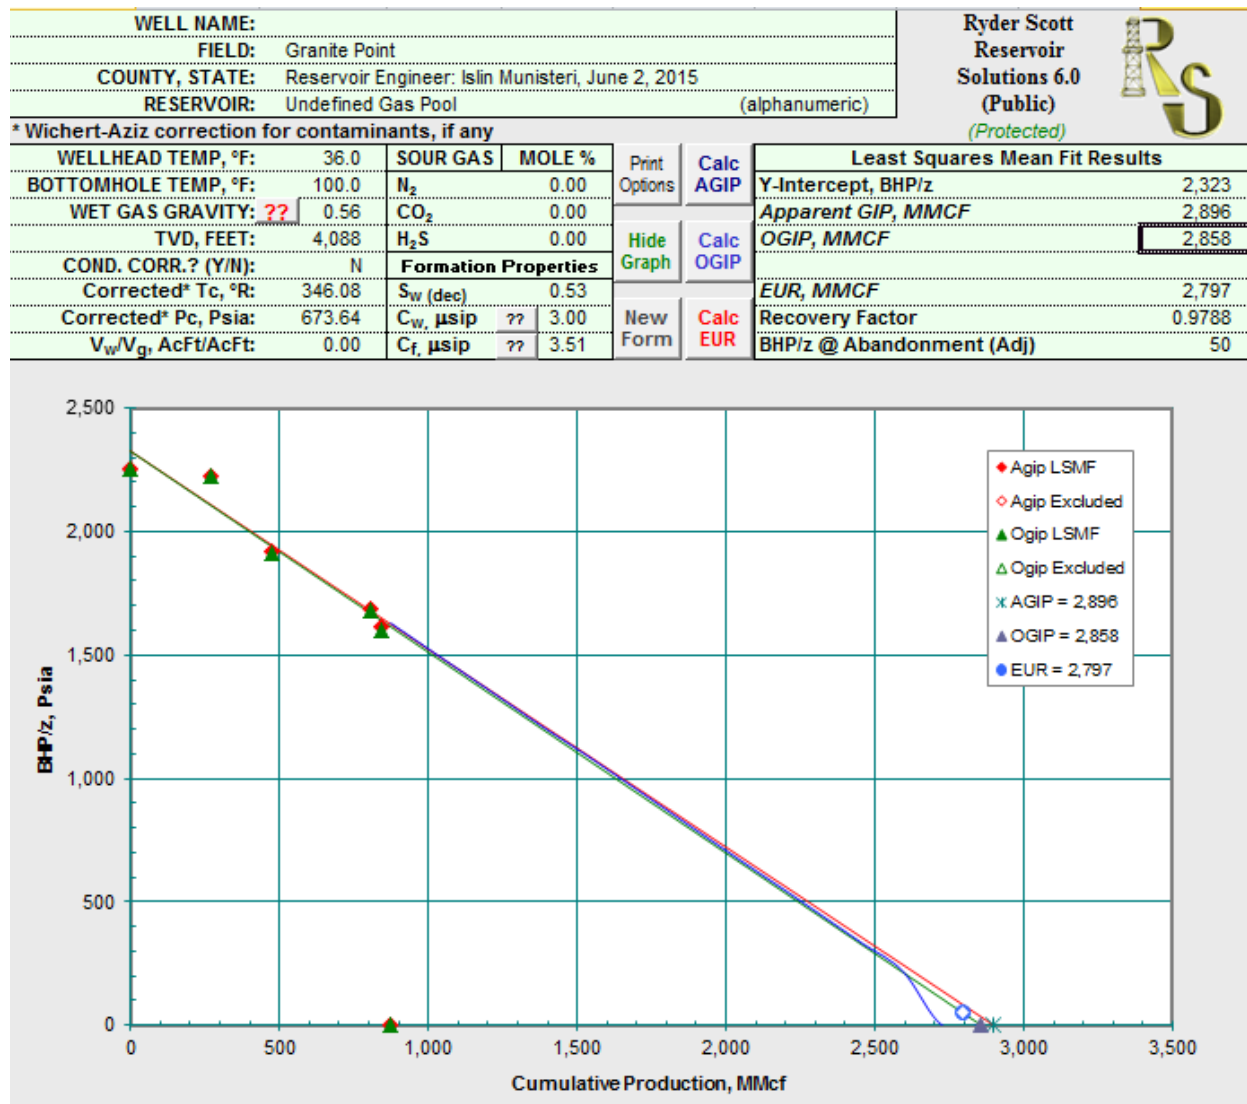 WELL NAME:
FIELD: Granite Point
COUNTY, STATE: Reservoir Engineer: Islin Munisteri, June 2, 2015
RESERVOIR: Undefined Gas Pool (alphanumeric)
Ryder Scott
Reservoir
Solutions 6.0
(Public)
(Protected)
RS
* Wichert-Aziz correction for contaminants, if any
WELLHEAD TEMP, ºF: 36.0 SOUR GAS MOLE % Print Options Calc AGIP Least Squares Mean Fit Results
BOTTOMHOLE TEMP, ºF: 100.0 N₂ 0.00 Y-Intercept, BHP/z 2,323
WET GAS GRAVITY: ?? 0.56 CO₂ 0.00 Apparent GIP, MMCF 2,896
TVD, FEET: 4,088 H₂S 0.00 Hide Graph Calc OGIP OGIP, MMCF 2,858
COND. CORR.? (Y/N): N Formation Properties
Corrected* Tc, ºR: 346.08 Sw (dec) 0.53 EUR, MMCF 2,797
Corrected* Pc, Psia: 673.64 Cw, µsip ?? 3.00 New Form Calc EUR Recovery Factor 0.9788
Vw/Vg, AcFt/AcFt: 0.00 Cf, µsip ?? 3.51 BHP/z @ Abandonment (Adj) 50
2,500
2,000
1,500
1,000
500
0
BHP/z, Psia
Agip LSMF
Agip Excluded
Ogip LSMF
Ogip Excluded
AGIP = 2,896
OGIP = 2,858
EUR = 2,797
0 500 1,000 1,500 2,000 2,500 3,000 3,500
Cumulative Production, MMcf